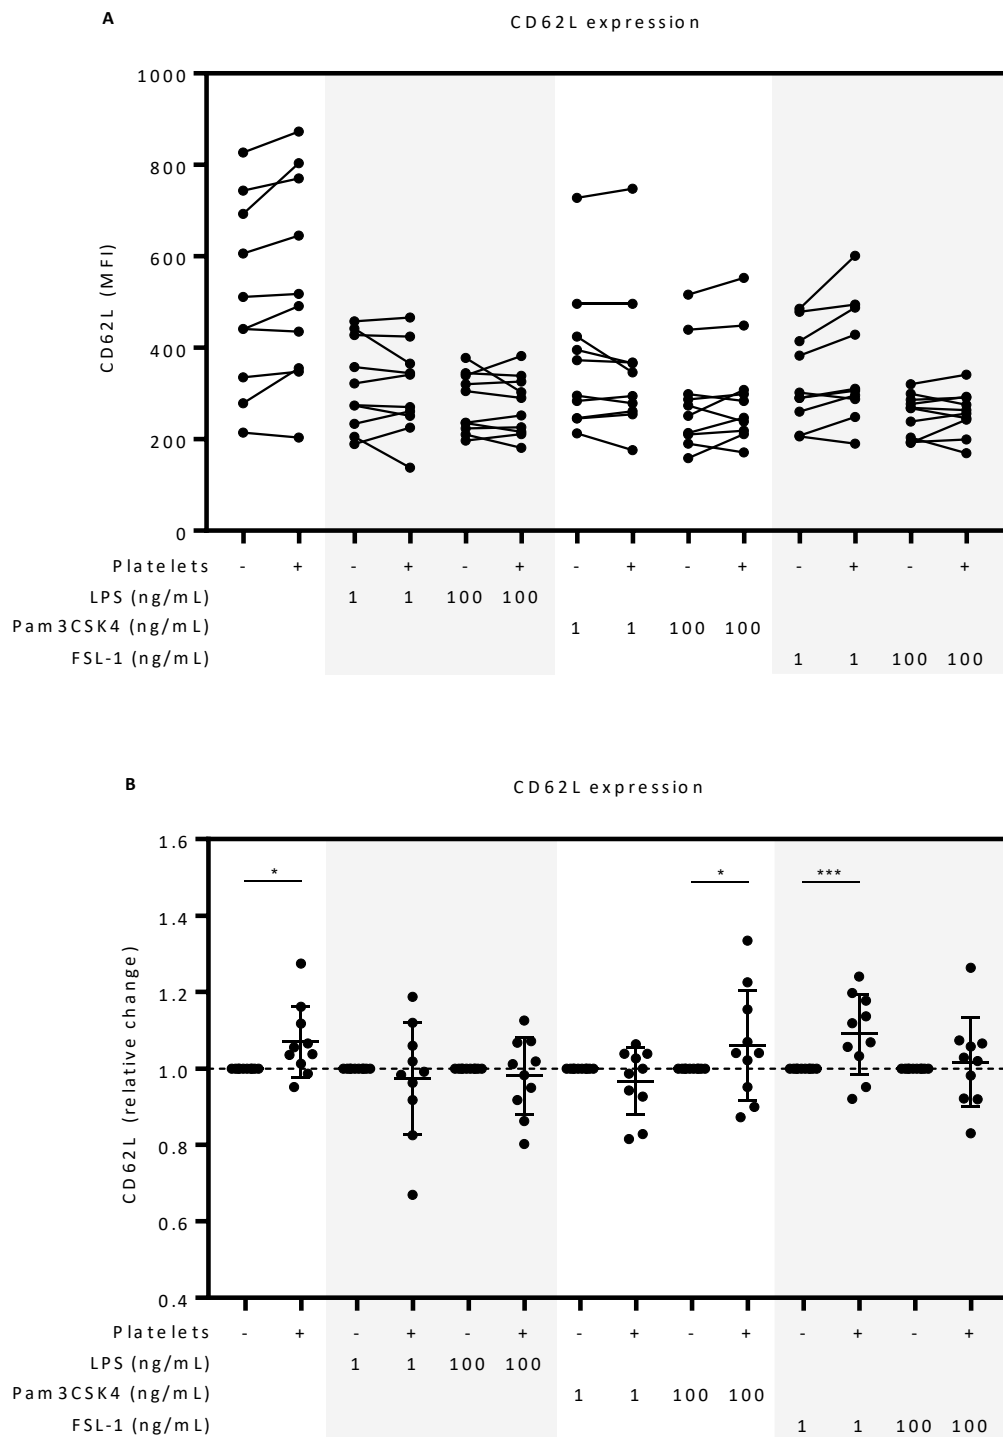 A
CD62L expression
1000
800
600
400
200
0
CD62L (MFI)
Platelets - + - + - + - + - + - + - +
LPS (ng/mL) 1 1 100 100
Pam3CSK4 (ng/mL) 1 1 100 100
FSL-1 (ng/mL) 1 1 100 100
B
CD62L expression
1.6
1.4
1.2
1.0
0.8
0.6
0.4
CD62L (relative change)
* * ***
Platelets - + - + - + - + - + - + - +
LPS (ng/mL) 1 1 100 100
Pam3CSK4 (ng/mL) 1 1 100 100
FSL-1 (ng/mL) 1 1 100 100